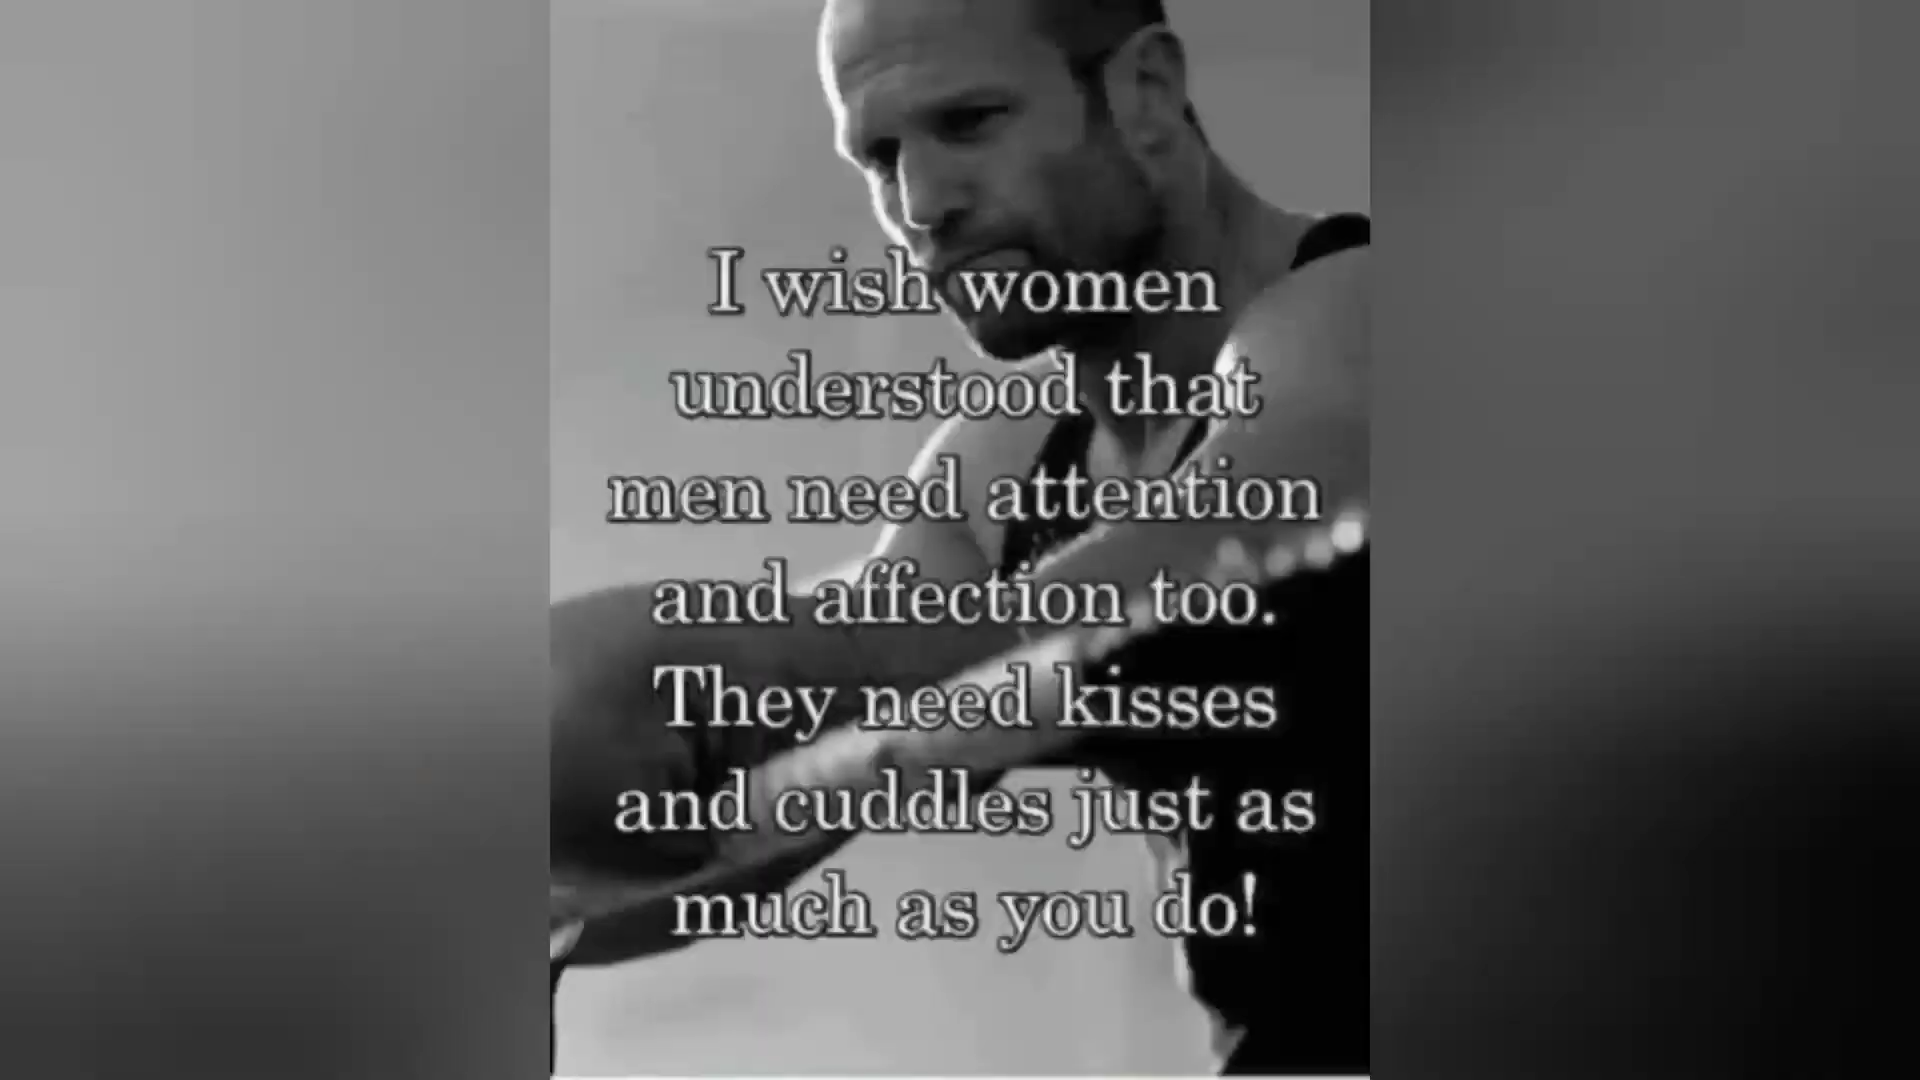 I wish women
understood that
men need attention
and affection too.
They need kisses
and cuddles just as
much as you do!